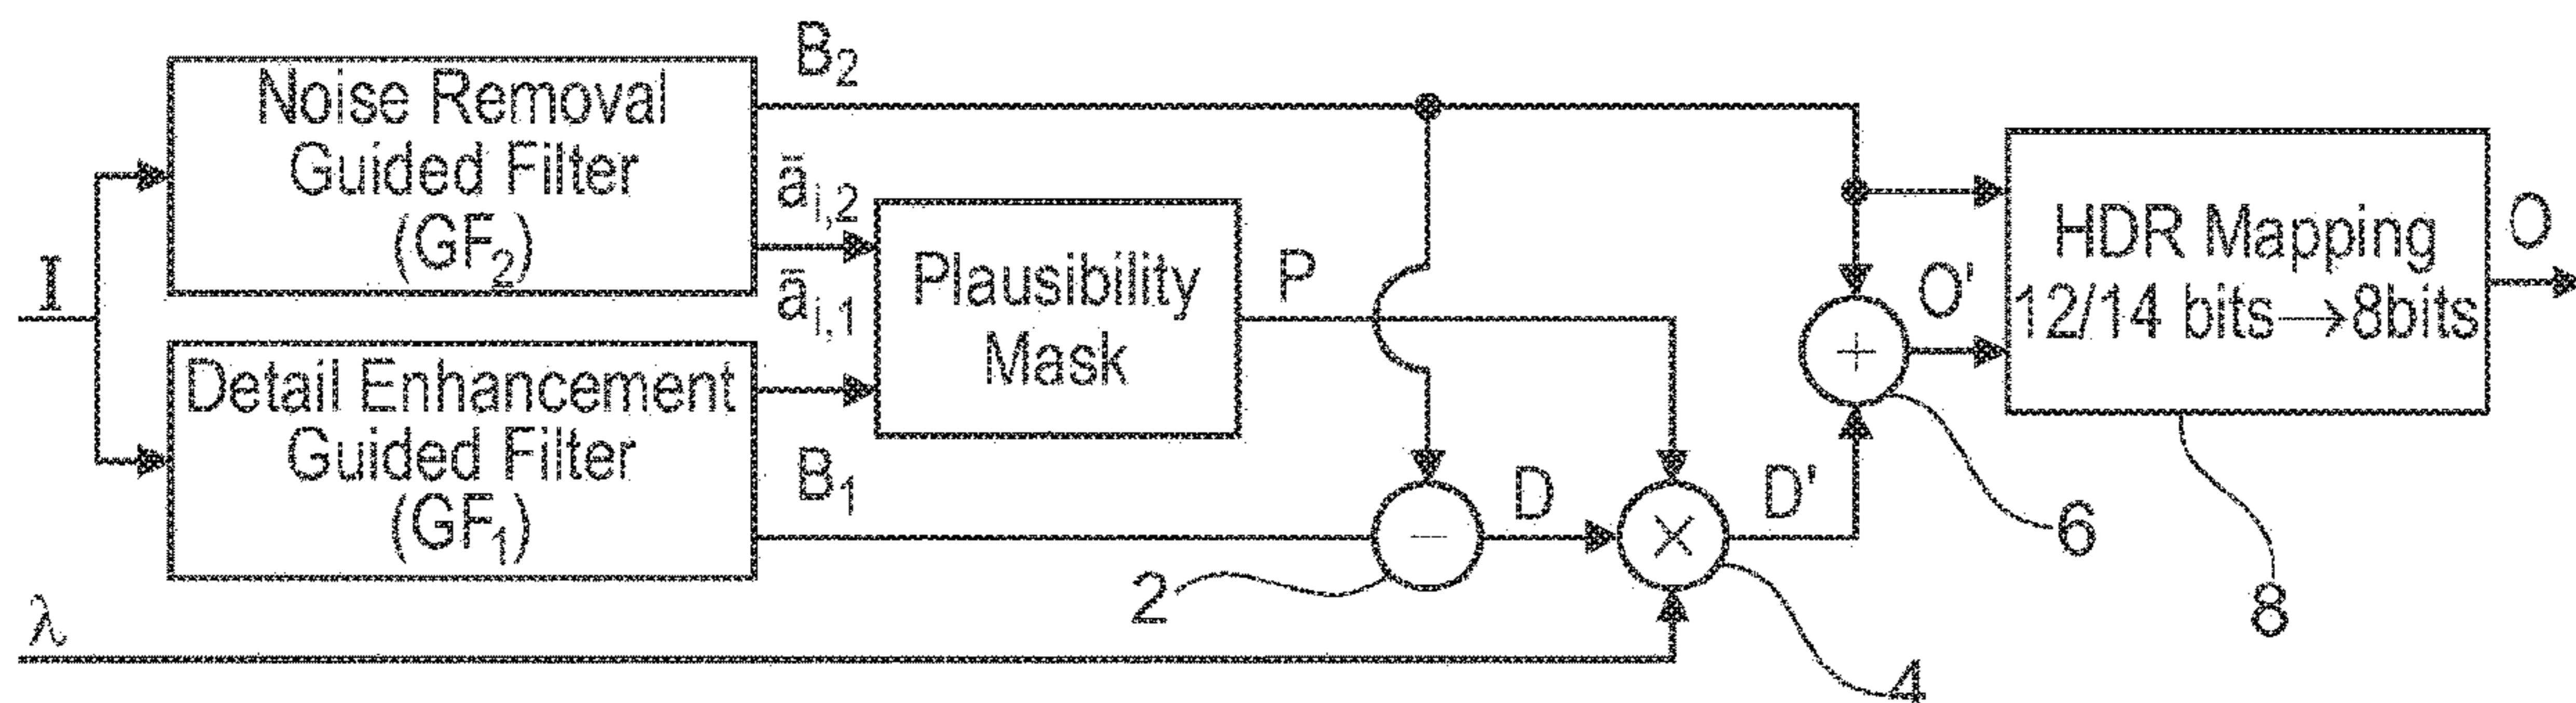 I
Noise Removal
Guided Filter
(GF₂)
Detail Enhancement
Guided Filter
(GF₁)
B₂
āᵢ,₂
āᵢ,₁
B₁
Plausibility
Mask
P
−
D
×
D'
+
O'
HDR Mapping
12/14 bits→8bits
O
λ
2
4
6
8